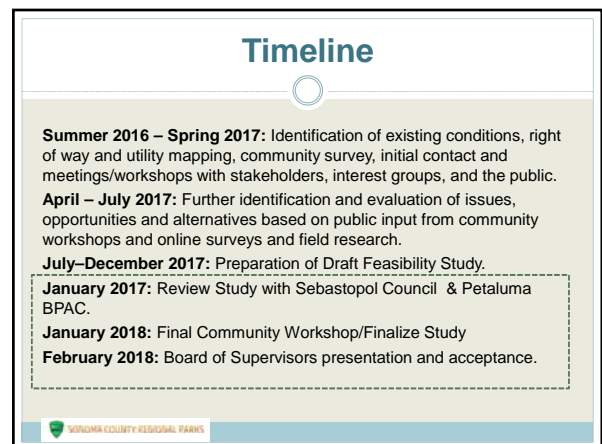 Timeline
Summer 2016 – Spring 2017: Identification of existing conditions, right
of way and utility mapping, community survey, initial contact and
meetings/workshops with stakeholders, interest groups, and the public.
April – July 2017: Further identification and evaluation of issues,
opportunities and alternatives based on public input from community
workshops and online surveys and field research.
July–December 2017: Preparation of Draft Feasibility Study.
January 2017: Review Study with Sebastopol Council & Petaluma
BPAC.
January 2018: Final Community Workshop/Finalize Study
February 2018: Board of Supervisors presentation and acceptance.
SONOMA COUNTY REGIONAL PARKS